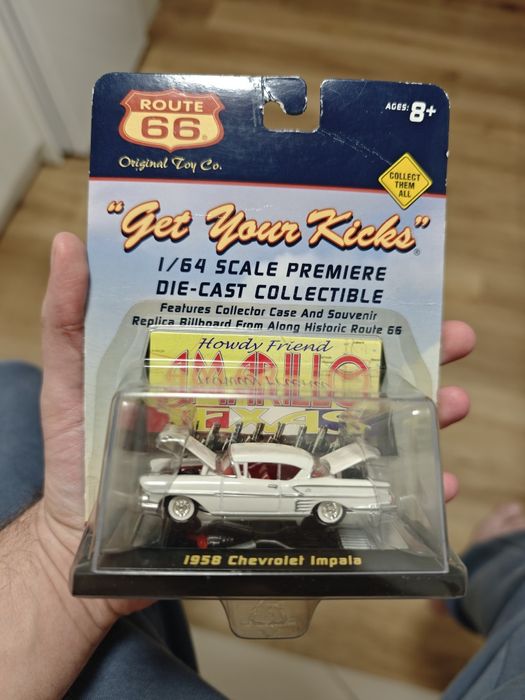 ROUTE
66®
Original Toy Co.
AGES: 8+
COLLECT
THEM
ALL
"Get Your Kicks"®
1/64 SCALE PREMIERE
DIE-CAST COLLECTIBLE
Features Collector Case And Souvenir
Replica Billboard From Along Historic Route 66
Howdy Friend
AMARILLO
TEXAS
1958 Chevrolet Impala